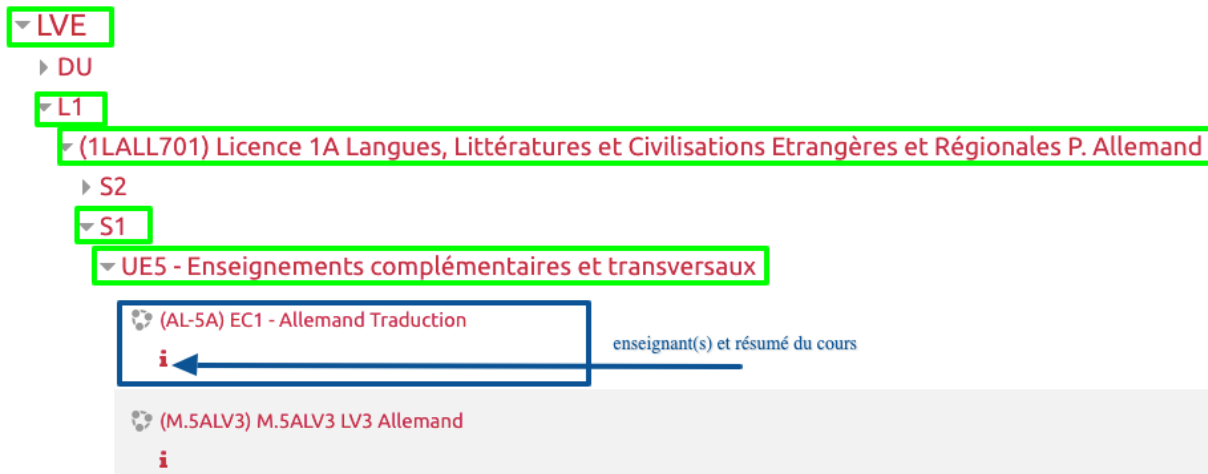 LVE
DU
L1
(1LALL701) Licence 1A Langues, Littératures et Civilisations Etrangères et Régionales P. Allemand
S2
S1
UE5 - Enseignements complémentaires et transversaux
(AL-5A) EC1 - Allemand Traduction
enseignant(s) et résumé du cours
i
(M.5ALV3) M.5ALV3 LV3 Allemand
i